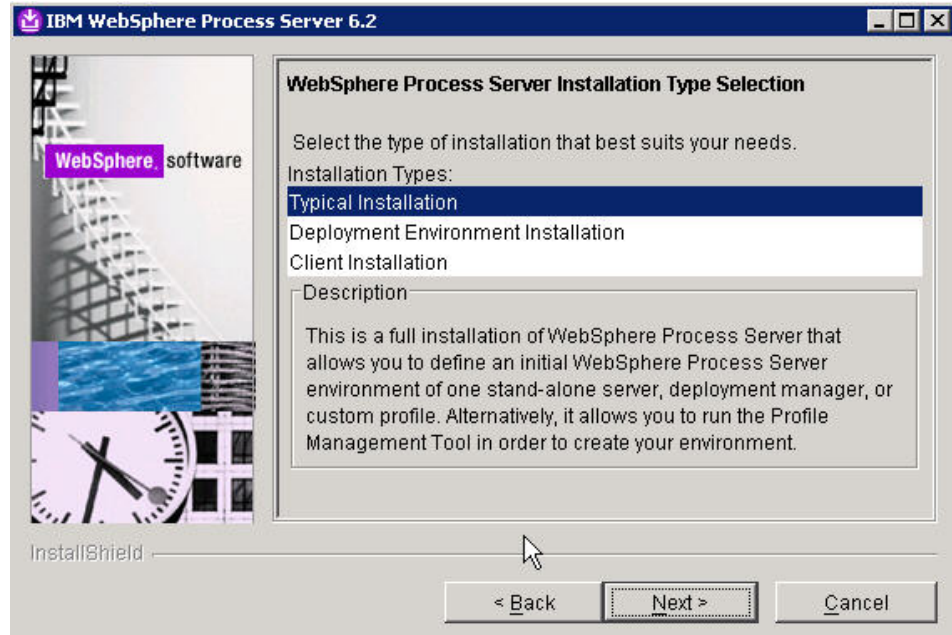 IBM WebSphere Process Server 6.2
WebSphere Process Server Installation Type Selection
Select the type of installation that best suits your needs.
WebSphere. software
Installation Types:
Typical Installation
Deployment Environment Installation
Client Installation
Description
This is a full installation of WebSphere Process Server that
allows you to define an initial WebSphere Process Server
environment of one stand-alone server, deployment manager, or
custom profile. Alternatively, it allows you to run the Profile
Management Tool in order to create your environment.
InstallShield
< Back
Next >
Cancel